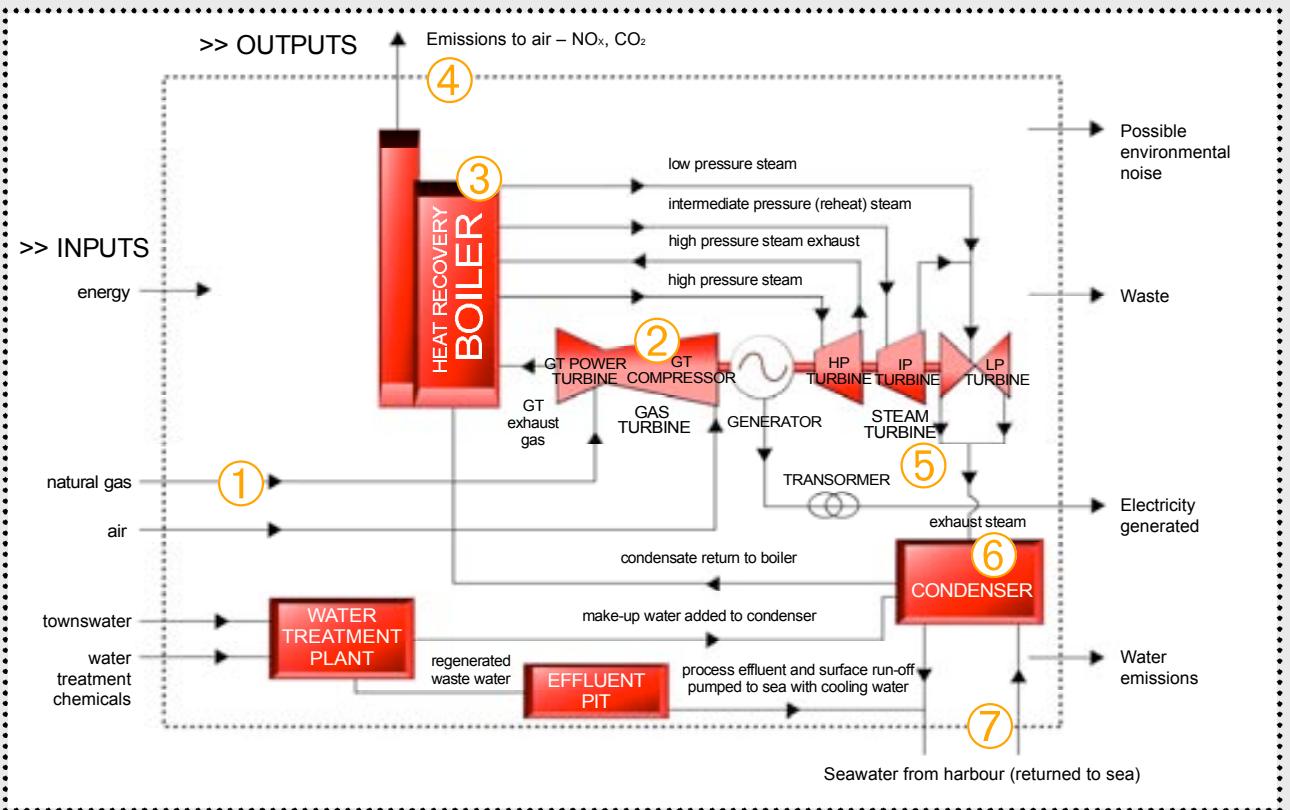 >> OUTPUTS
Emissions to air – NOₓ, CO₂
④
Possible
environmental
noise
low pressure steam
③
intermediate pressure (reheat) steam
HEAT RECOVERY
BOILER
high pressure steam exhaust
>> INPUTS
high pressure steam
energy
Waste
②
GT POWER
TURBINE
GT
COMPRESSOR
HP
TURBINE
IP
TURBINE
LP
TURBINE
GT
exhaust
gas
GAS
TURBINE
GENERATOR
STEAM
TURBINE
⑤
natural gas
①
TRANSORMER
Electricity
generated
air
exhaust steam
⑥
condensate return to boiler
CONDENSER
townswater
WATER
TREATMENT
PLANT
make-up water added to condenser
water
treatment
chemicals
regenerated
waste water
EFFLUENT
PIT
process effluent and surface run-off
pumped to sea with cooling water
Water
emissions
⑦
Seawater from harbour (returned to sea)